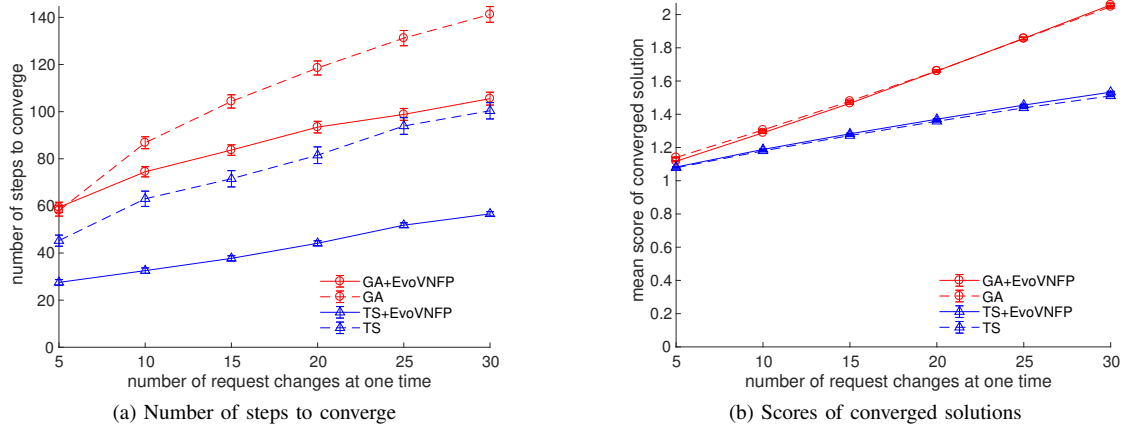 140
120
100
80
60
40
20
0
number of steps to converge
GA+EvoVNFP
GA
TS+EvoVNFP
TS
5 10 15 20 25 30
number of request changes at one time
(a) Number of steps to converge
2
1.8
1.6
1.4
1.2
1
0.8
0.6
0.4
0.2
0
mean score of converged solution
GA+EvoVNFP
GA
TS+EvoVNFP
TS
5 10 15 20 25 30
number of request changes at one time
(b) Scores of converged solutions